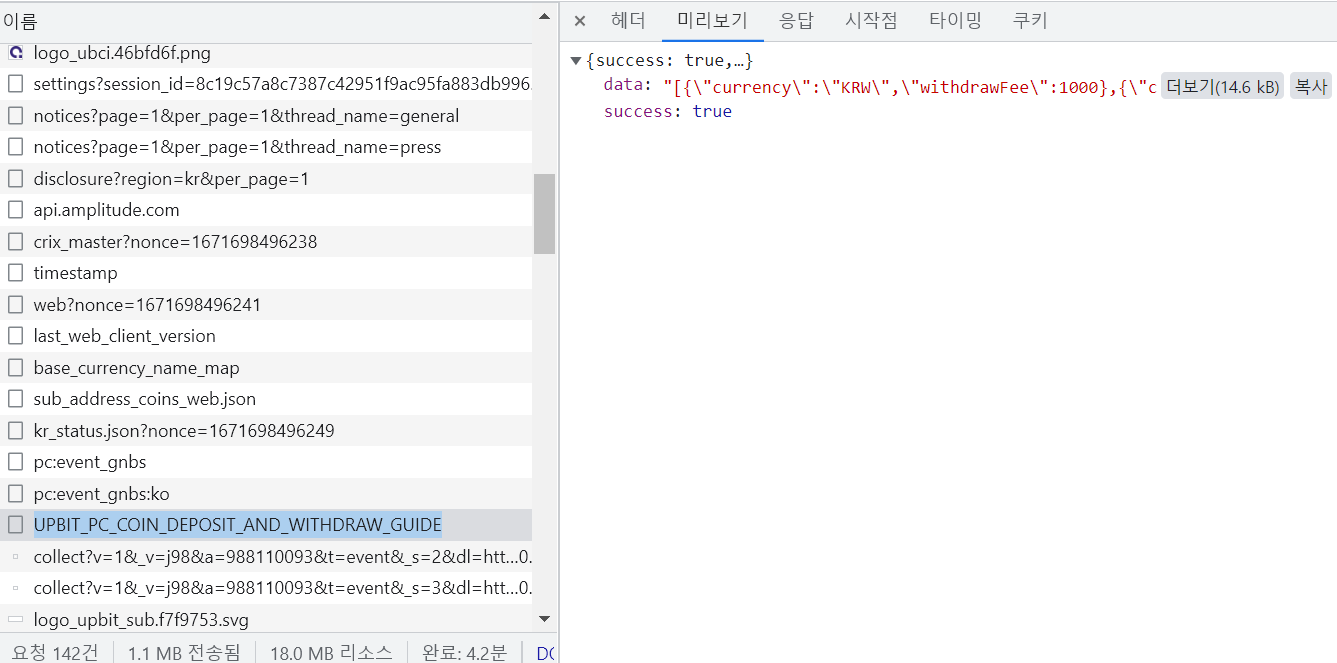 이름
logo_ubci.46bfd6f.png
settings?session_id=8c19c57a8c7387c42951f9ac95fa883db996
notices?page=1&per_page=1&thread_name=general
notices?page=1&per_page=1&thread_name=press
disclosure?region=kr&per_page=1
api.amplitude.com
crix_master?nonce=1671698496238
timestamp
web?nonce=1671698496241
last_web_client_version
base_currency_name_map
sub_address_coins_web.json
kr_status.json?nonce=1671698496249
pc:event_gnbs
pc:event_gnbs:ko
UPBIT_PC_COIN_DEPOSIT_AND_WITHDRAW_GUIDE
collect?v=1&_v=j98&a=988110093&t=event&_s=2&dl=htt...0.
collect?v=1&_v=j98&a=988110093&t=event&_s=3&dl=htt...0.
logo_upbit_sub.f7f9753.svg
요청 142건 1.1 MB 전송됨 18.0 MB 리소스 완료: 4.2분
× 헤더 미리보기 응답 시작점 타이밍 쿠키
▼{success: true,…}
data: "[{\"currency\":\"KRW\",\"withdrawFee\":1000},{\"c 더보기(14.6 kB) 복사
success: true